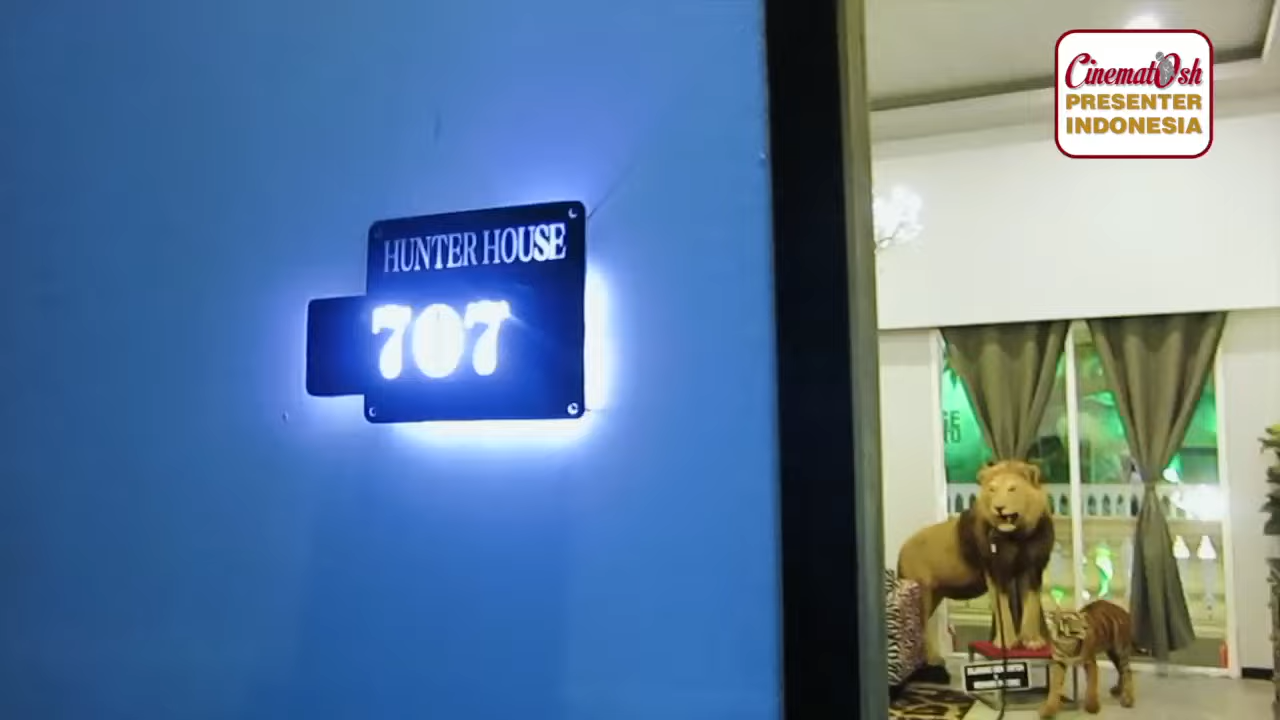 HUNTER HOUSE
707
CinematOsh
PRESENTER
INDONESIA